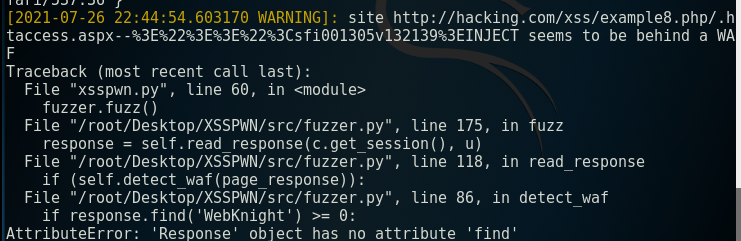 fari/537.36 }
[2021-07-26 22:44:54.603170 WARNING]: site http://hacking.com/xss/example8.php/.h
taccess.aspx--%3E%22%3E%3E%22%3Csfi001305v132139%3EINJECT seems to be behind a WA
F
Traceback (most recent call last):
  File "xsspwn.py", line 60, in <module>
    fuzzer.fuzz()
  File "/root/Desktop/XSSPWN/src/fuzzer.py", line 175, in fuzz
    response = self.read_response(c.get_session(), u)
  File "/root/Desktop/XSSPWN/src/fuzzer.py", line 118, in read_response
    if (self.detect_waf(page_response)):
  File "/root/Desktop/XSSPWN/src/fuzzer.py", line 86, in detect_waf
    if response.find('WebKnight') >= 0:
AttributeError: 'Response' object has no attribute 'find'